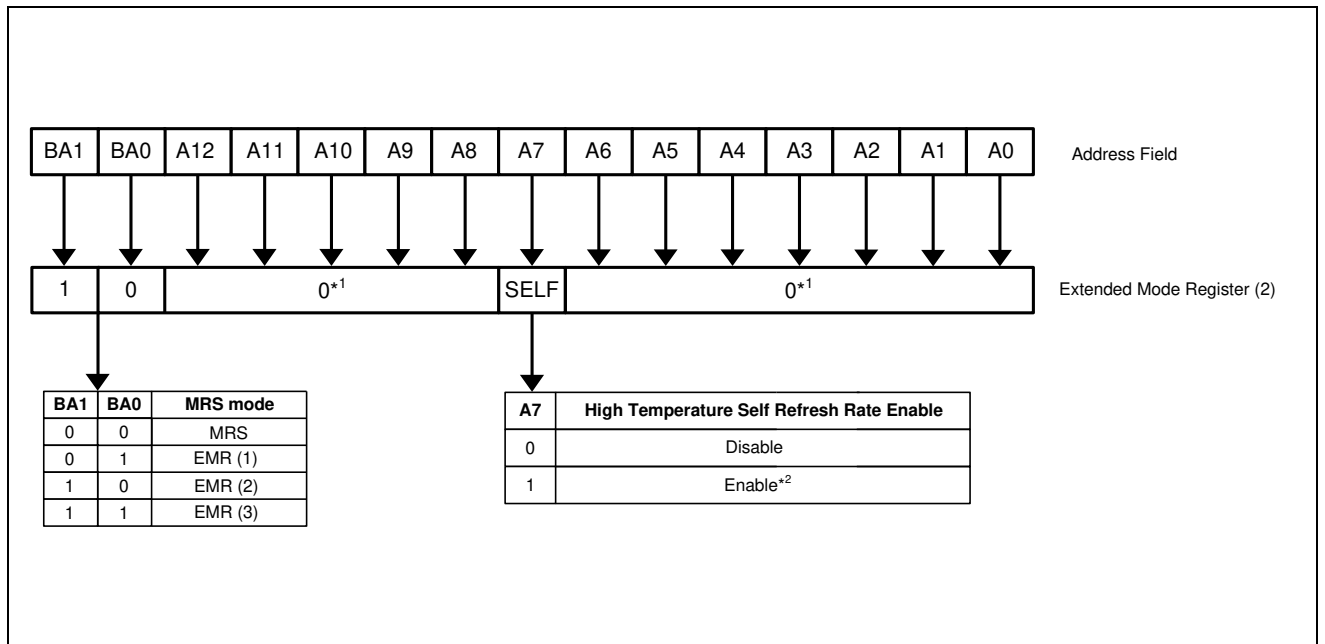 BA1 BA0 A12 A11 A10 A9 A8 A7 A6 A5 A4 A3 A2 A1 A0 Address Field
1 0 0*1 SELF 0*1 Extended Mode Register (2)
BA1 BA0 MRS mode
0 0 MRS
0 1 EMR (1)
1 0 EMR (2)
1 1 EMR (3)
A7 High Temperature Self Refresh Rate Enable
0 Disable
1 Enable*2